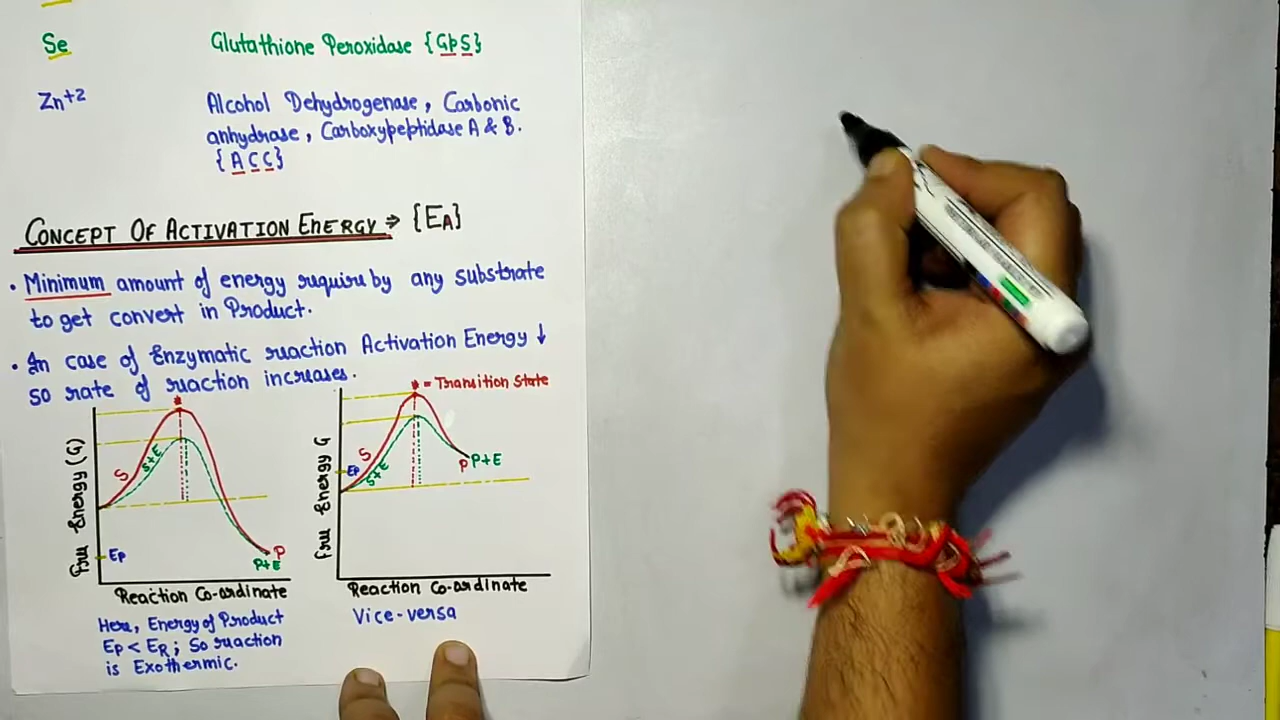 Se Glutathione Peroxidase {GpS}
Zn+2 Alcohol Dehydrogenase, Carbonic
anhydrase, Carboxypeptidase A & B.
{ACC}
CONCEPT OF ACTIVATION ENERGY → {EA}
• Minimum amount of energy require by any substrate
to get convert in Product.
• In case of Enzymatic reaction Activation Energy ↓
so rate of reaction increases.
* * = Transition State
Free Energy (G)
S
S+E
Ep
P
P+E
Reaction Co-ordinate
Here, Energy of Product
Ep < ER; So reaction
is Exothermic.
Free Energy G
S
S+E
Ep
P P+E
Reaction Co-ordinate
Vice-versa